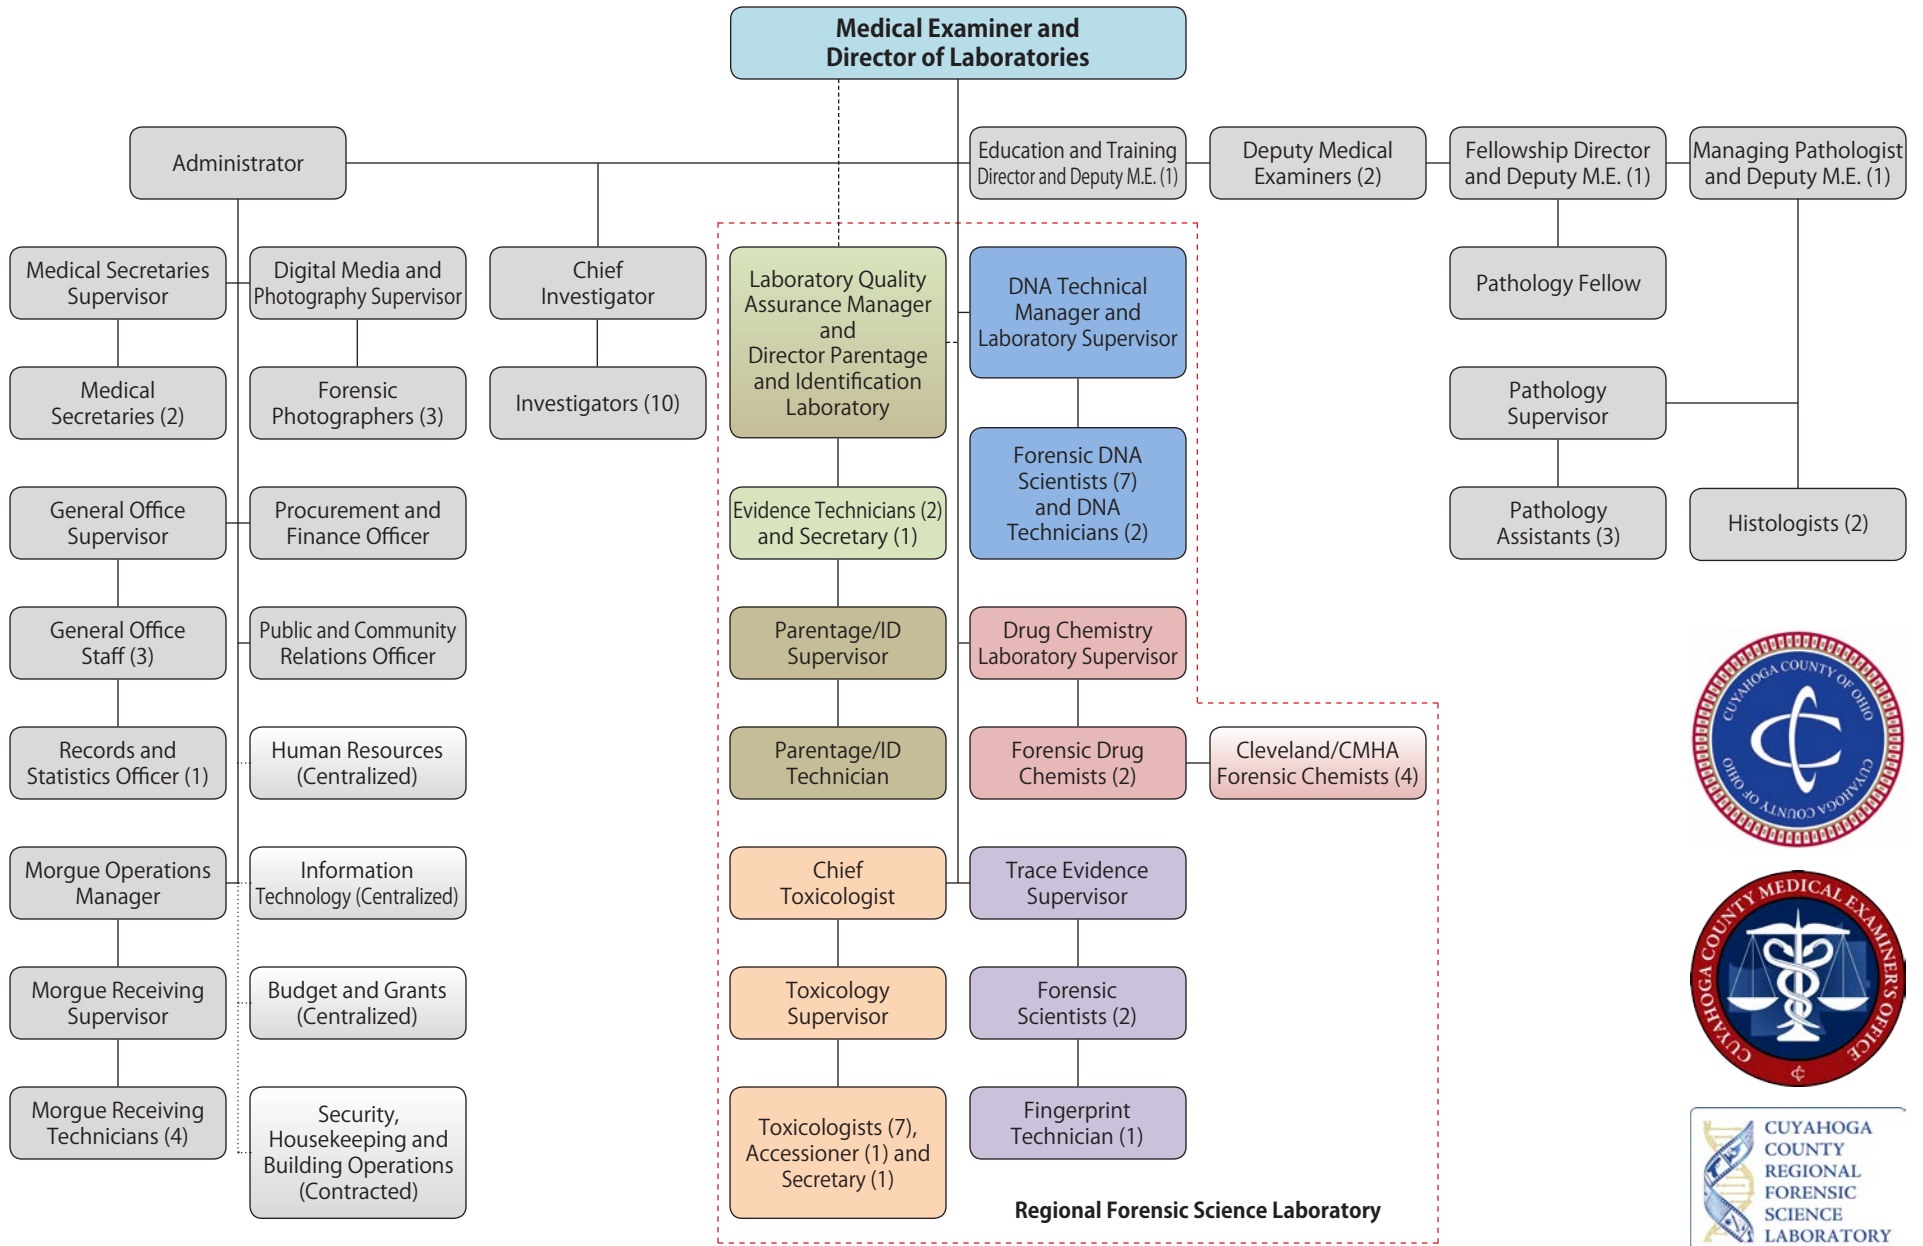 Medical Examiner and
Director of Laboratories
Administrator
Education and Training
Director and Deputy M.E. (1)
Deputy Medical
Examiners (2)
Fellowship Director
and Deputy M.E. (1)
Managing Pathologist
and Deputy M.E. (1)
Medical Secretaries
Supervisor
Digital Media and
Photography Supervisor
Chief
Investigator
Laboratory Quality
Assurance Manager
and
Director Parentage
and Identification
Laboratory
DNA Technical
Manager and
Laboratory Supervisor
Pathology Fellow
Medical
Secretaries (2)
Forensic
Photographers (3)
Investigators (10)
Pathology
Supervisor
Forensic DNA
Scientists (7)
and DNA
Technicians (2)
General Office
Supervisor
Procurement and
Finance Officer
Evidence Technicians (2)
and Secretary (1)
Pathology
Assistants (3)
Histologists (2)
General Office
Staff (3)
Public and Community
Relations Officer
Parentage/ID
Supervisor
Drug Chemistry
Laboratory Supervisor
Records and
Statistics Officer (1)
Human Resources
(Centralized)
Parentage/ID
Technician
Forensic Drug
Chemists (2)
Cleveland/CMHA
Forensic Chemists (4)
CUYAHOGA COUNTY OF OHIO
CUYAHOGA COUNTY OF OHIO
Morgue Operations
Manager
Information
Technology (Centralized)
Chief
Toxicologist
Trace Evidence
Supervisor
Morgue Receiving
Supervisor
Budget and Grants
(Centralized)
Toxicology
Supervisor
Forensic
Scientists (2)
CUYAHOGA COUNTY MEDICAL EXAMINER'S OFFICE
Morgue Receiving
Technicians (4)
Security,
Housekeeping and
Building Operations
(Contracted)
Toxicologists (7),
Accessioner (1) and
Secretary (1)
Fingerprint
Technician (1)
Regional Forensic Science Laboratory
CUYAHOGA
COUNTY
REGIONAL
FORENSIC
SCIENCE
LABORATORY